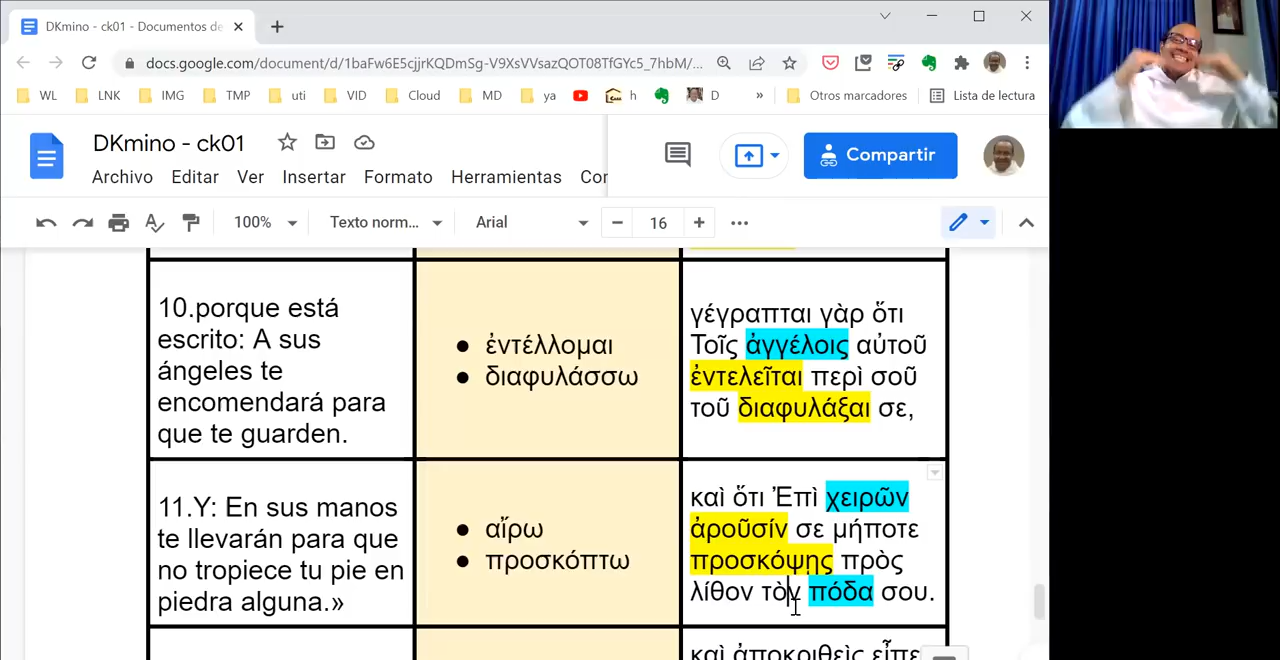 DKmino - ck01 - Documentos de
docs.google.com/document/d/1baFw6E5cjjrKQDmSg-V9XsVVsazQOT08TfGYc5_7hbM/...
WL LNK IMG TMP uti VID Cloud MD ya h D » Otros marcadores Lista de lectura
DKmino - ck01
Compartir
Archivo Editar Ver Insertar Formato Herramientas Cor
100% Texto norm... Arial 16
10.porque está
escrito: A sus
ángeles te
encomendará para
que te guarden.
ἐντέλλομαι
διαφυλάσσω
γέγραπται γὰρ ὅτι
Τοῖς ἀγγέλοις αὐτοῦ
ἐντελεῖται περὶ σοῦ
τοῦ διαφυλάξαι σε,
11.Y: En sus manos
te llevarán para que
no tropiece tu pie en
piedra alguna.»
αἴρω
προσκόπτω
καὶ ὅτι Ἐπὶ χειρῶν
ἀροῦσίν σε μήποτε
προσκόψῃς πρὸς
λίθον τὸν πόδα σου.
καὶ ἀποκριθεὶς εἶπε